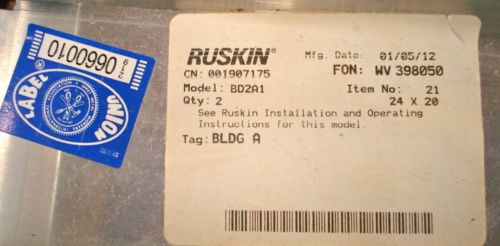 RUSKIN®
Mfg. Date: 01/05/12
CN: 001907175
FON: WV 398050
Model: BD2A1
Item No: 21
Qty: 2
24 X 20
See Ruskin Installation and Operating
Instructions for this model.
Tag: BLDG A
UNION
LABEL
0660010